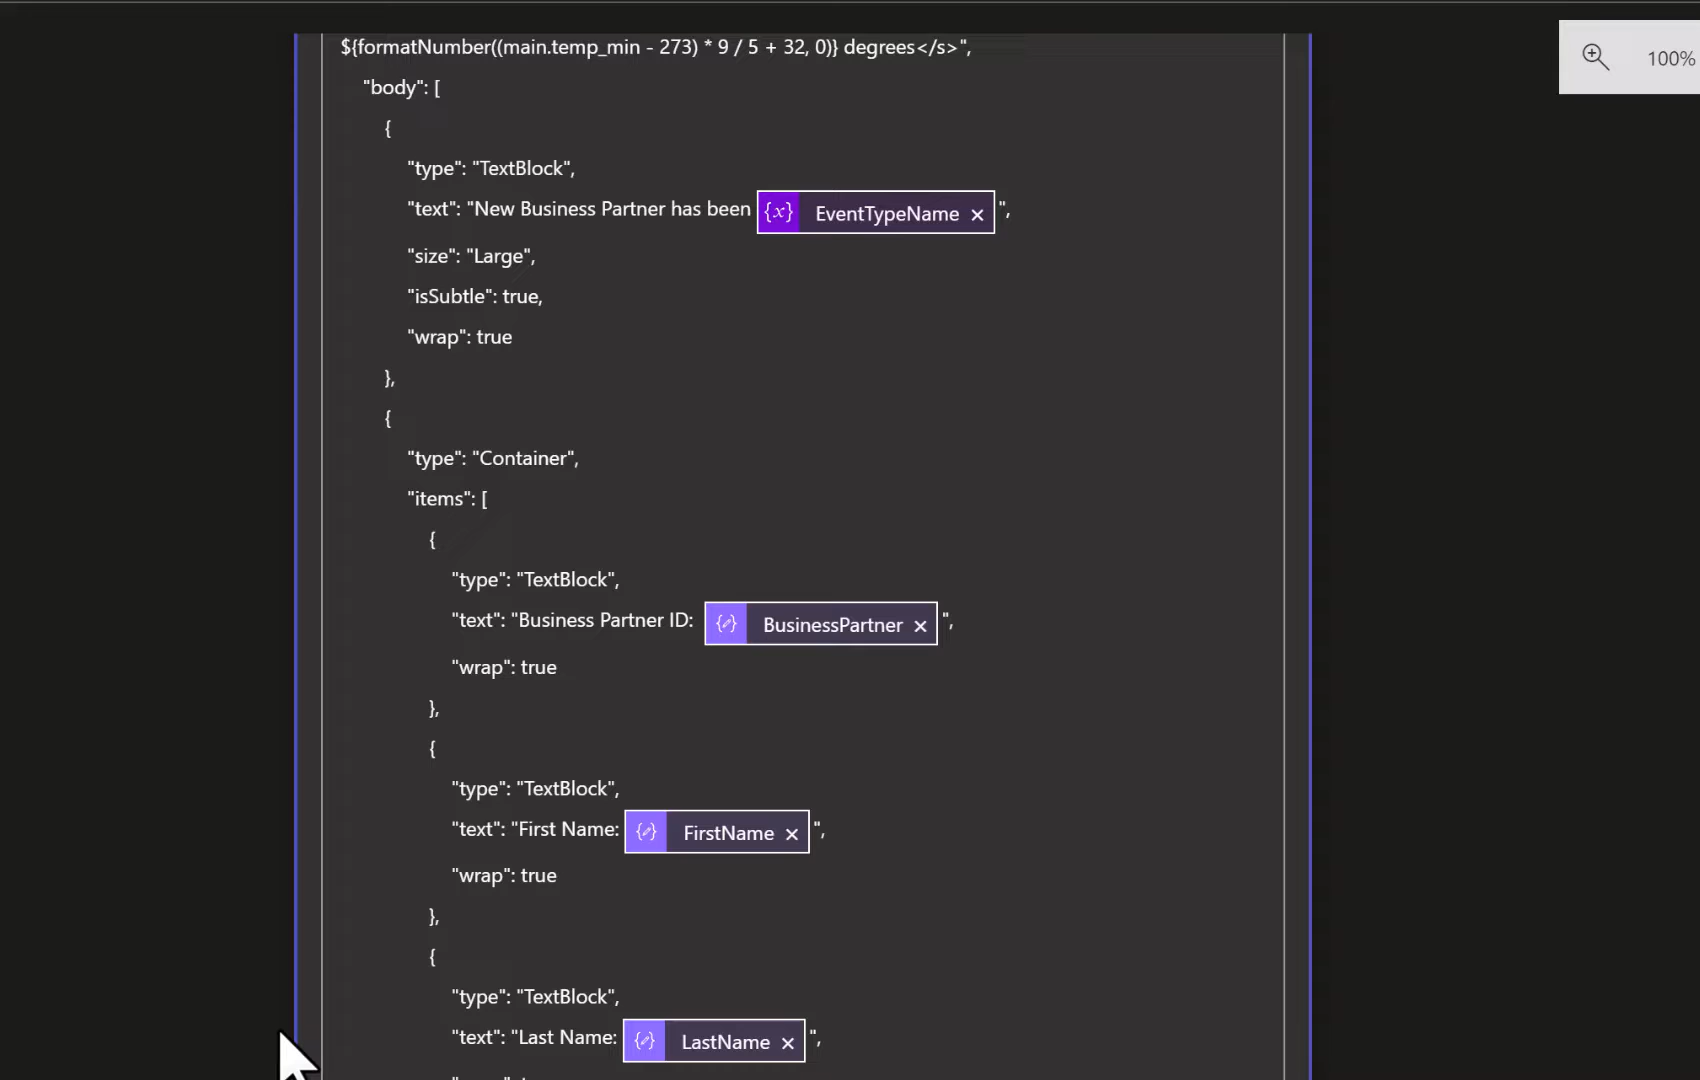 ${formatNumber((main.temp_min - 273) * 9 / 5 + 32, 0)} degrees</s>",
100%
"body": [
{
"type": "TextBlock",
"text": "New Business Partner has been {x} EventTypeName × ",
"size": "Large",
"isSubtle": true,
"wrap": true
},
{
"type": "Container",
"items": [
{
"type": "TextBlock",
"text": "Business Partner ID: BusinessPartner × ",
"wrap": true
},
{
"type": "TextBlock",
"text": "First Name: FirstName × ",
"wrap": true
},
{
"type": "TextBlock",
"text": "Last Name: LastName × ",